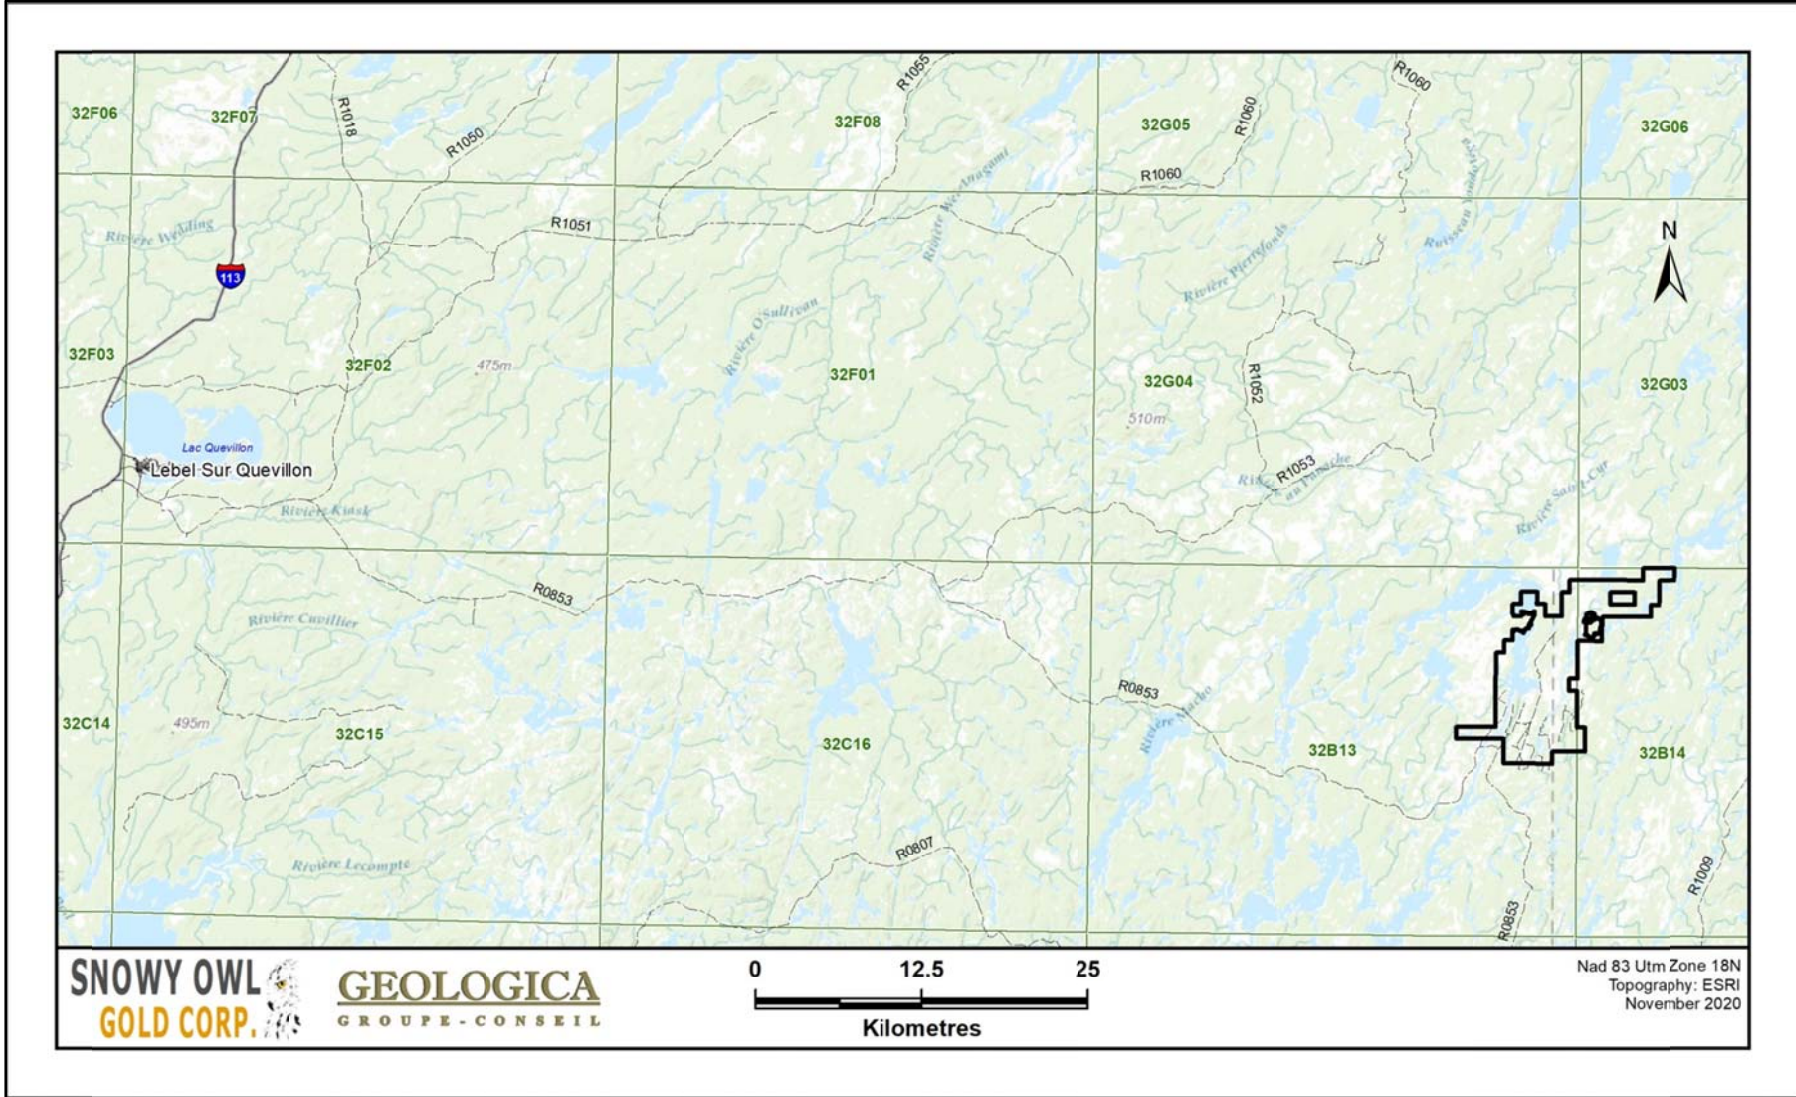 R1055
R1060
32F06
32F07
R1018
R1050
32F08
32G05
R1060
32G06
R1060
Rivière Wedding
R1051
N
113
Rivière Pierrefonds
Rivière O'Sullivan
32F03
32F02
475m
32F01
32G04
R1052
32G03
510m
Lac Quevillon
Lebel Sur Quevillon
R1053
au Panache
Rivière Saint-Cyr
Rivière Kiask
R0853
Rivière Cuvillier
R0853
Rivière Macho
32C14
495m
32C15
32C16
32B13
32B14
R0807
Rivière Lecompte
R1009
R0853
SNOWY OWL
GOLD CORP.
GEOLOGICA
GROUPE-CONSEIL
0 12.5 25
Kilometres
Nad 83 Utm Zone 18N
Topography: ESRI
November 2020